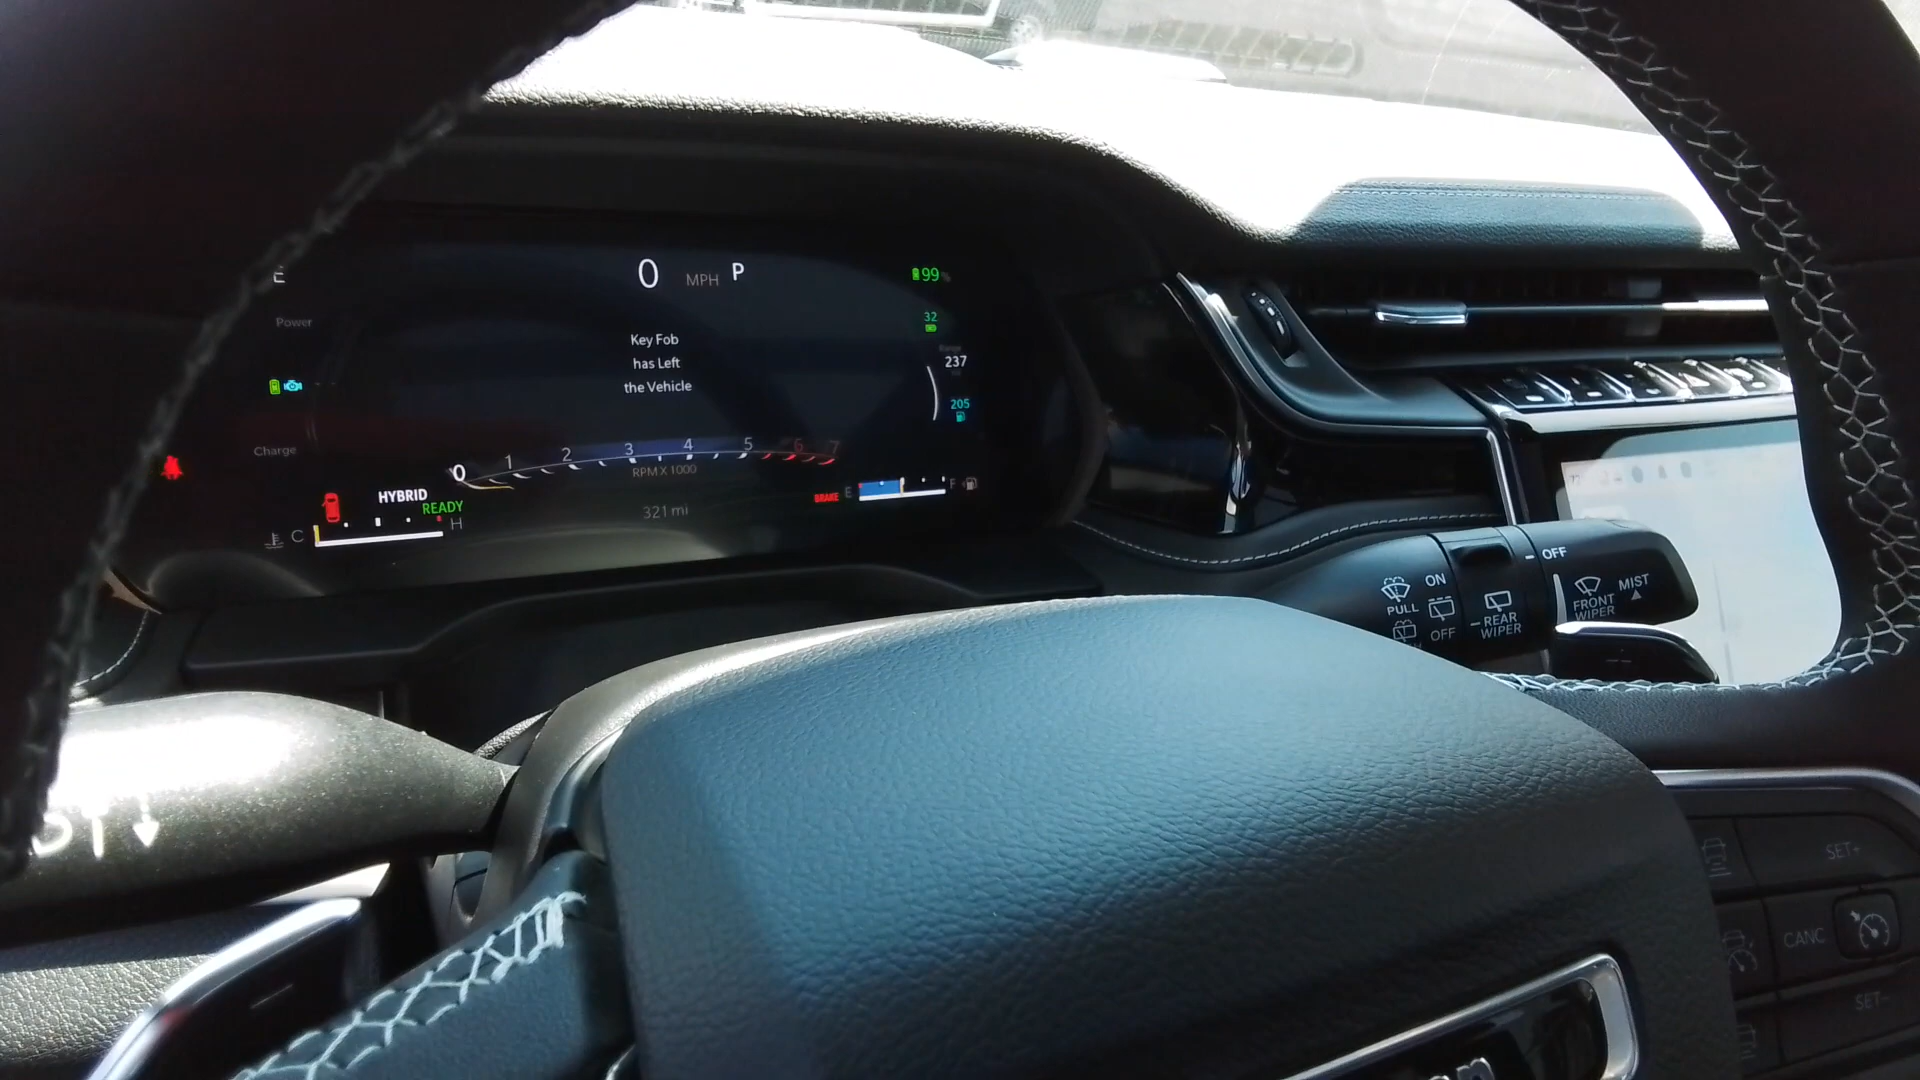 E
0 MPH P
99
Power
32
Key Fob
has Left
the Vehicle
237
205
Charge
0 1 2 3 4 5 6 7
RPM X 1000
HYBRID
READY
C H
321 mi
BRAKE E F
PULL
ON
OFF
REAR
WIPER
OFF
FRONT
WIPER
MIST
SET+
CANC
SET-